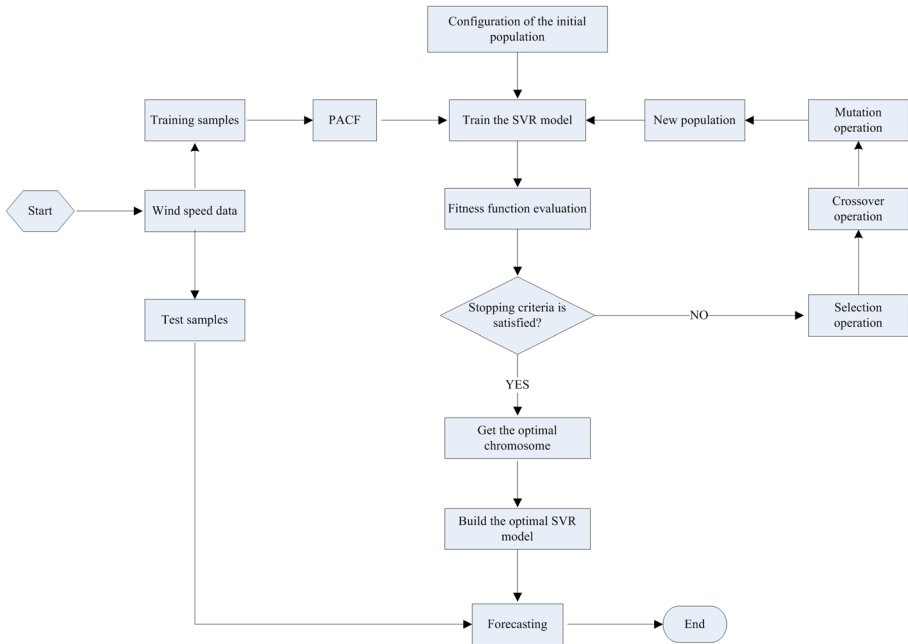 Configuration of the initial
population
Training samples
PACF
Train the SVR model
New population
Mutation
operation
Start
Wind speed data
Fitness function evaluation
Crossover
operation
Test samples
Stopping criteria is
satisfied?
NO
Selection
operation
YES
Get the optimal
chromosome
Build the optimal SVR
model
Forecasting
End